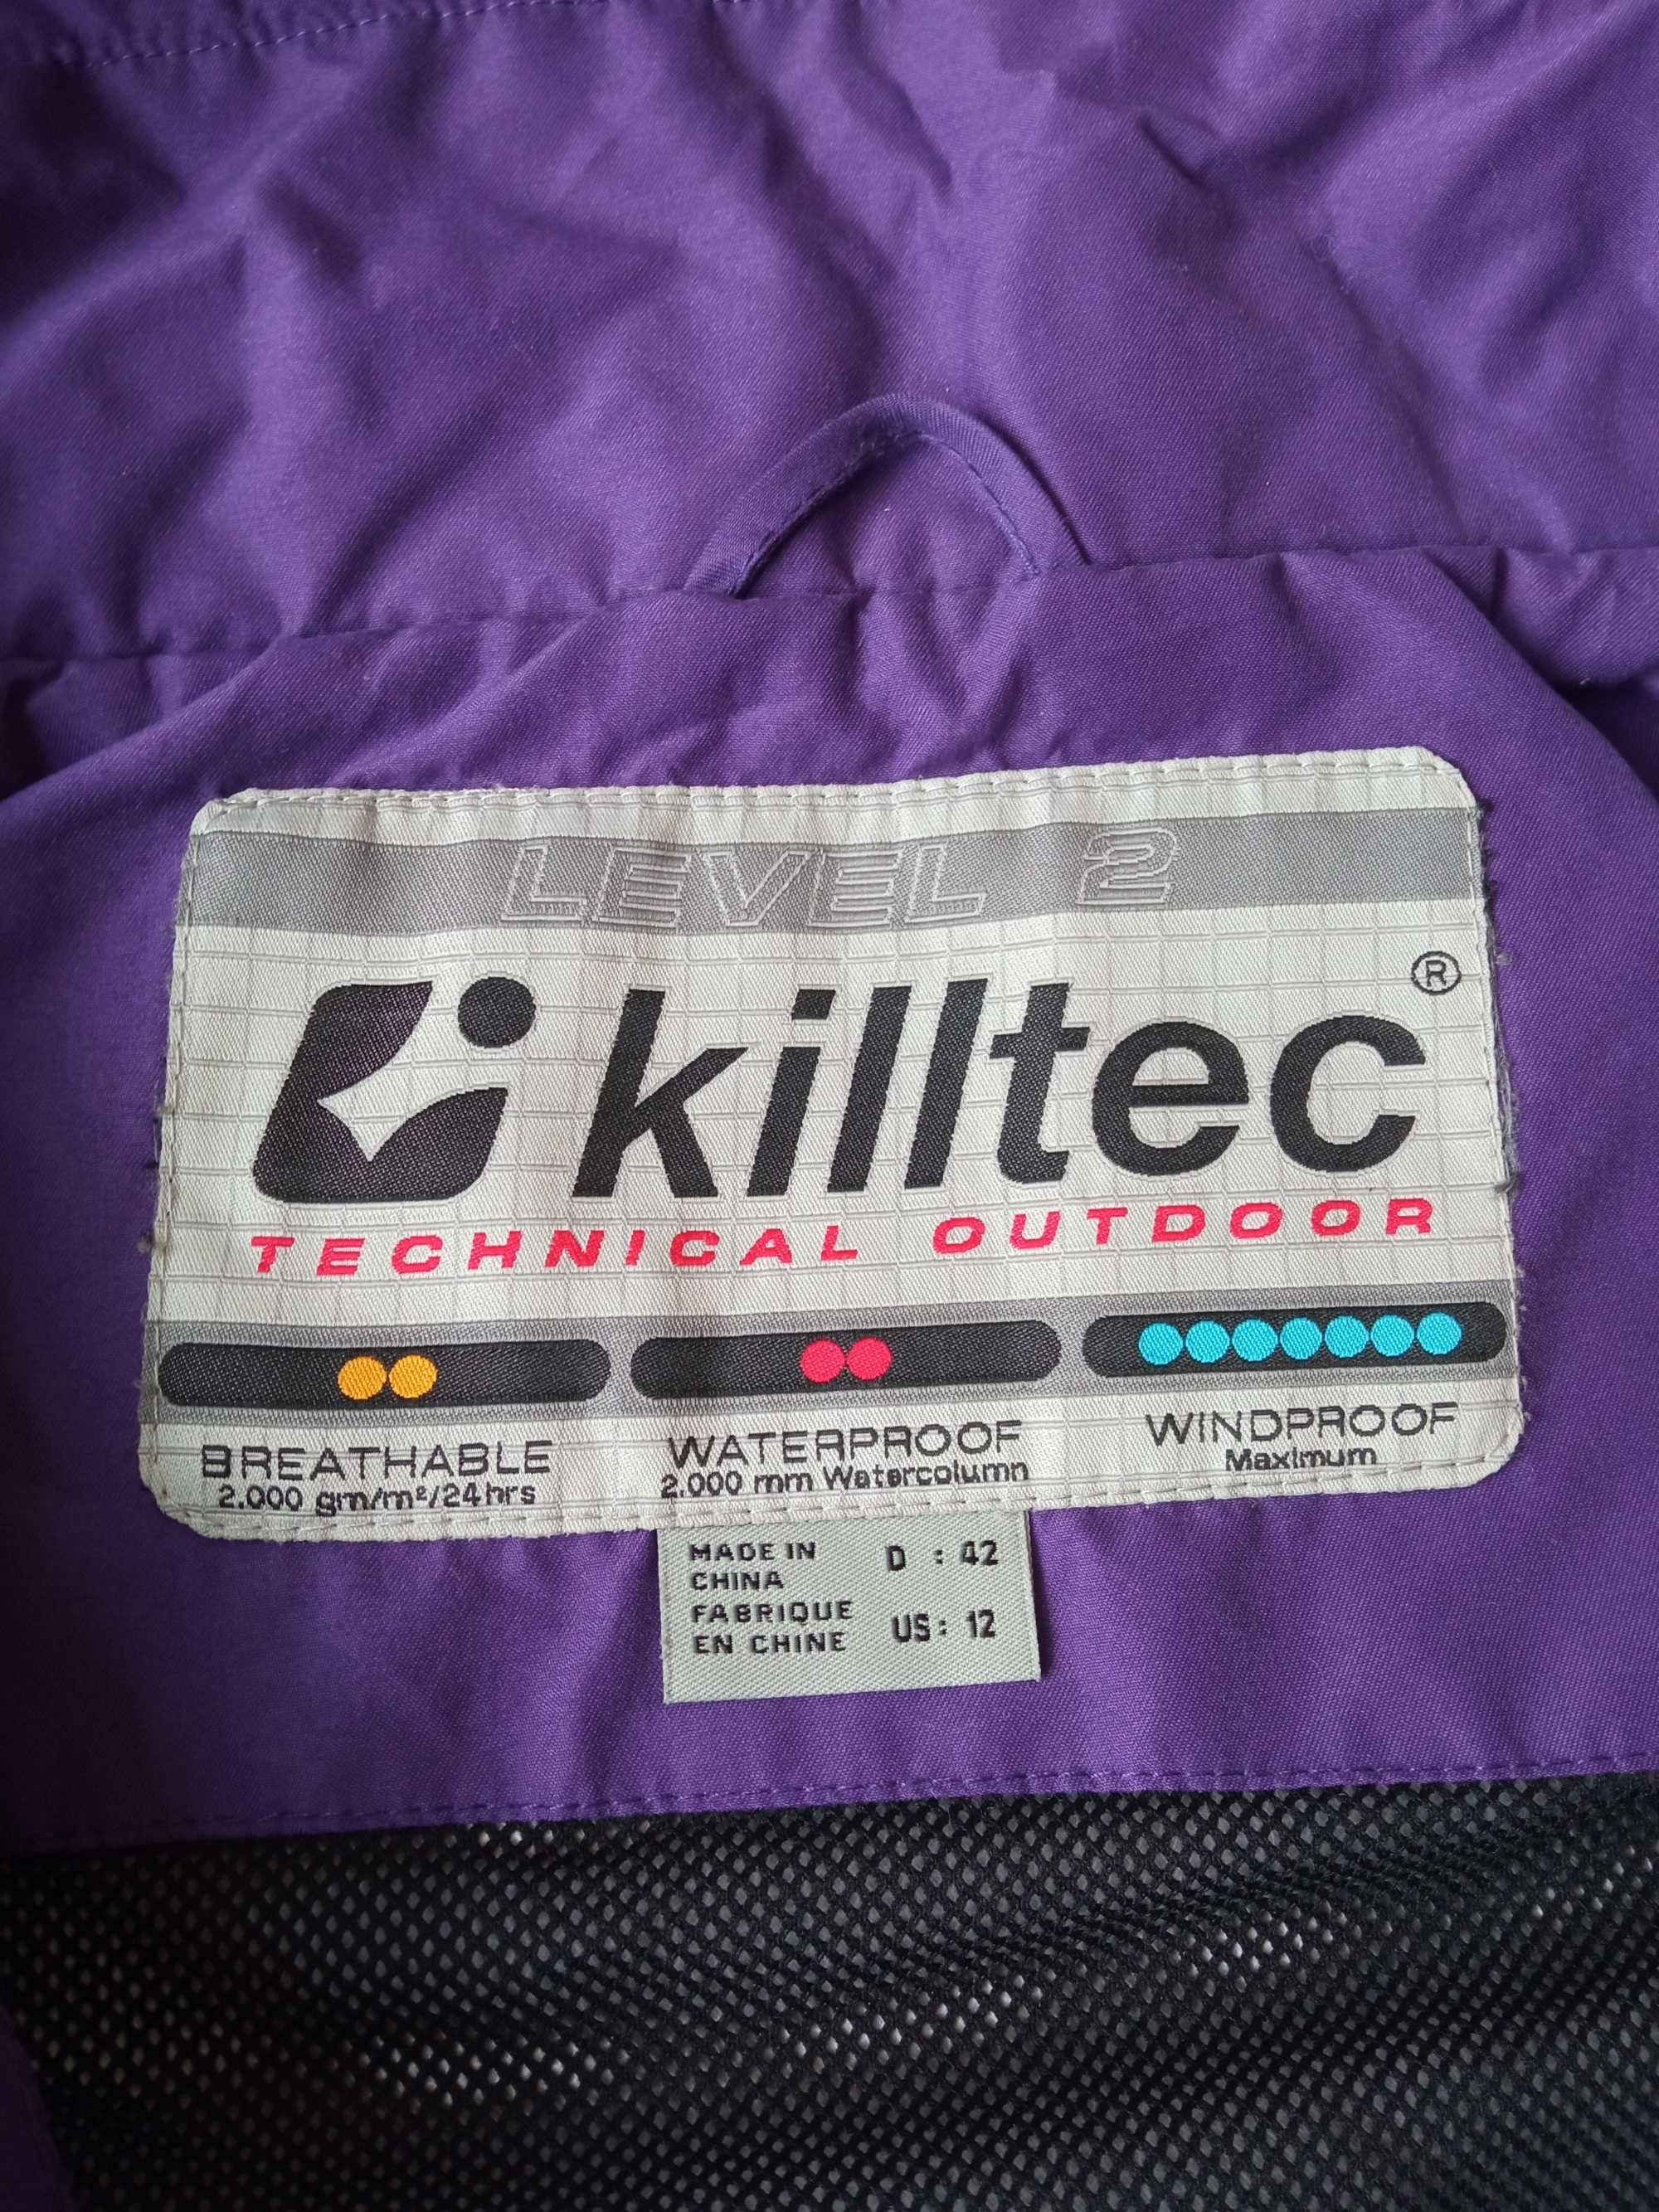 LEVEL 2
killtec ®
TECHNICAL OUTDOOR
BREATHABLE
2.000 gm/m²/24hrs
WATERPROOF
2.000 mm Watercolumn
WINDPROOF
Maximum
MADE IN
CHINA
FABRIQUE
EN CHINE
D : 42
US: 12